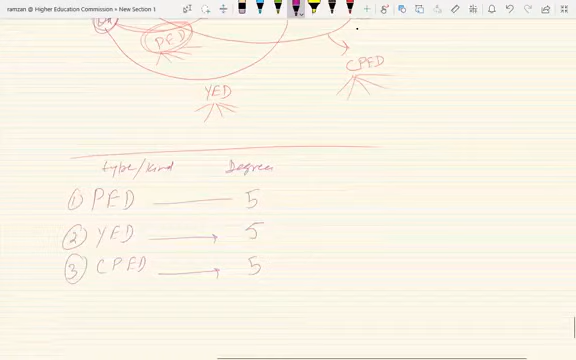 ramzan @ Higher Education Commission » New Section 1
PED
CPED
YED
type/kind Degree
① PED 5
② YED 5
③ CPED 5